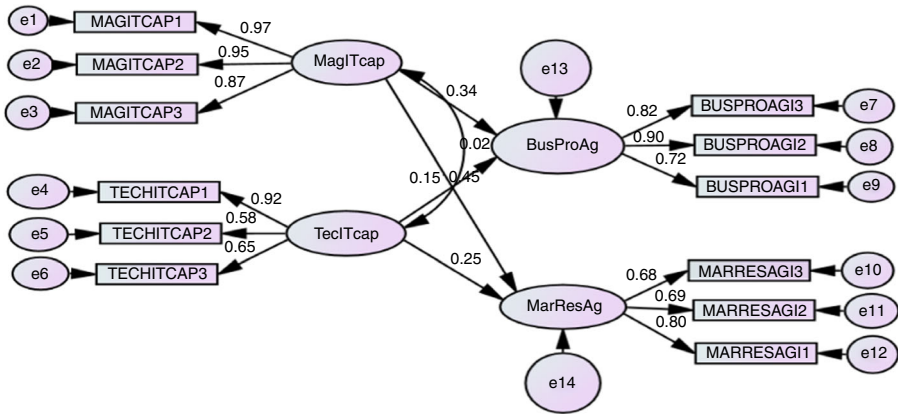 e1 MAGITCAP1 0.97
e2 MAGITCAP2 0.95 MagITcap
e3 MAGITCAP3 0.87
e13
0.34
BusProAg
0.82 BUSPROAGI3 e7
0.90 BUSPROAGI2 e8
0.72 BUSPROAGI1 e9
0.02
0.15 0.45
e4 TECHITCAP1 0.92
e5 TECHITCAP2 0.58 TecITcap
e6 TECHITCAP3 0.65
0.25
MarResAg
0.68 MARRESAGI3 e10
0.69 MARRESAGI2 e11
0.80 MARRESAGI1 e12
e14